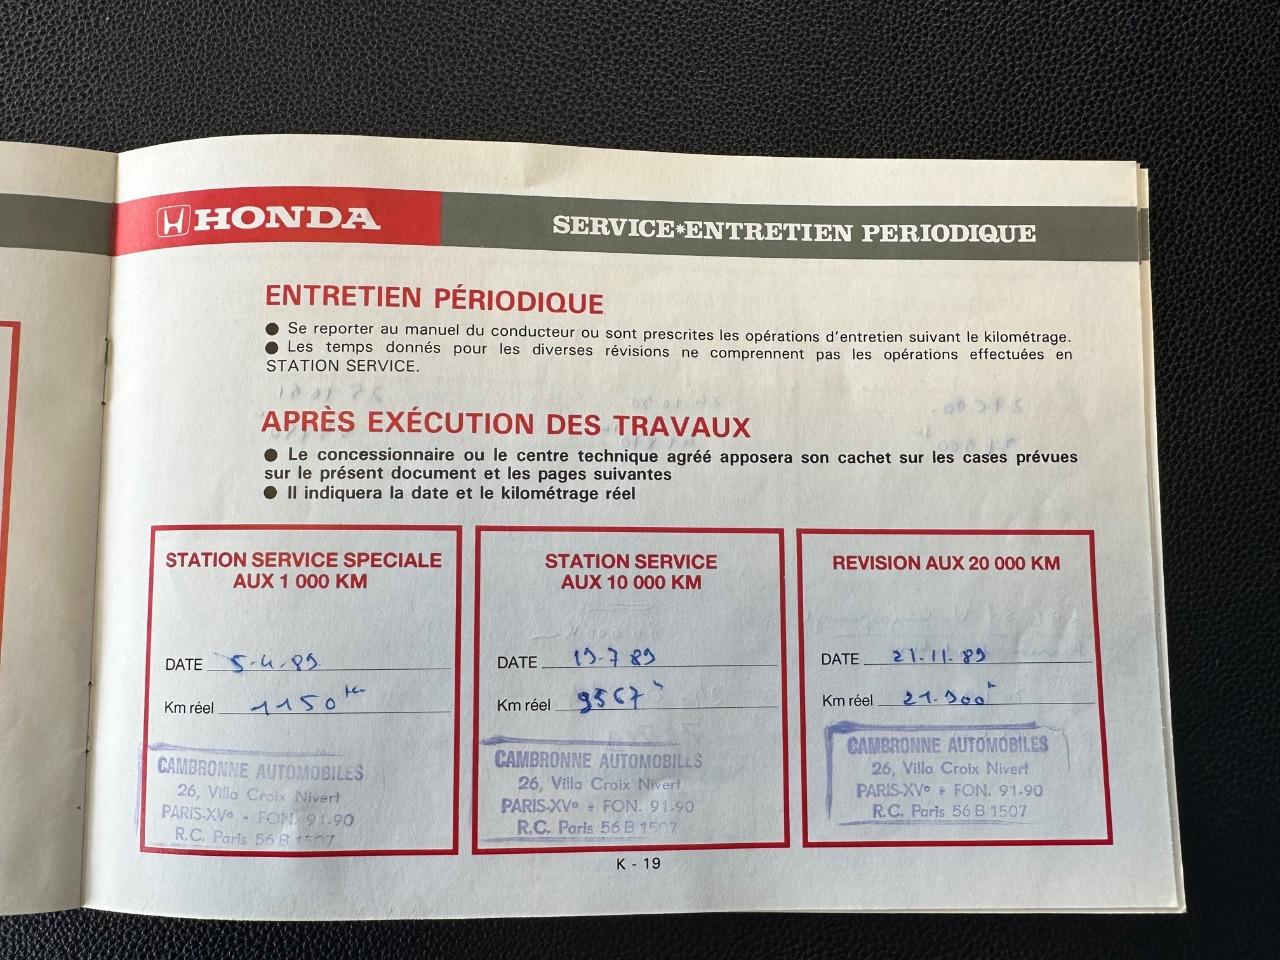 HONDA
SERVICE*ENTRETIEN PERIODIQUE
ENTRETIEN PÉRIODIQUE
● Se reporter au manuel du conducteur ou sont prescrites les opérations d'entretien suivant le kilométrage.
● Les temps donnés pour les diverses révisions ne comprennent pas les opérations effectuées en
STATION SERVICE.
APRÈS EXÉCUTION DES TRAVAUX
● Le concessionnaire ou le centre technique agréé apposera son cachet sur les cases prévues
sur le présent document et les pages suivantes
● Il indiquera la date et le kilométrage réel
STATION SERVICE SPECIALE
AUX 1 000 KM
DATE 5.4.89
Km réel 1150 km
CAMBRONNE AUTOMOBILES
26, Villa Croix Nivert
PARIS-XVe - FON. 91-90
R.C. Paris 56 B 1507
STATION SERVICE
AUX 10 000 KM
DATE 19.7 89
Km réel 9567 k
CAMBRONNE AUTOMOBILES
26, Villa Croix Nivert
PARIS-XVe - FON. 91-90
R.C. Paris 56 B 1507
REVISION AUX 20 000 KM
DATE 21.11.89
Km réel 21.900 k
CAMBRONNE AUTOMOBILES
26, Villa Croix Nivert
PARIS-XVe - FON. 91-90
R.C. Paris 56 B 1507
K - 19